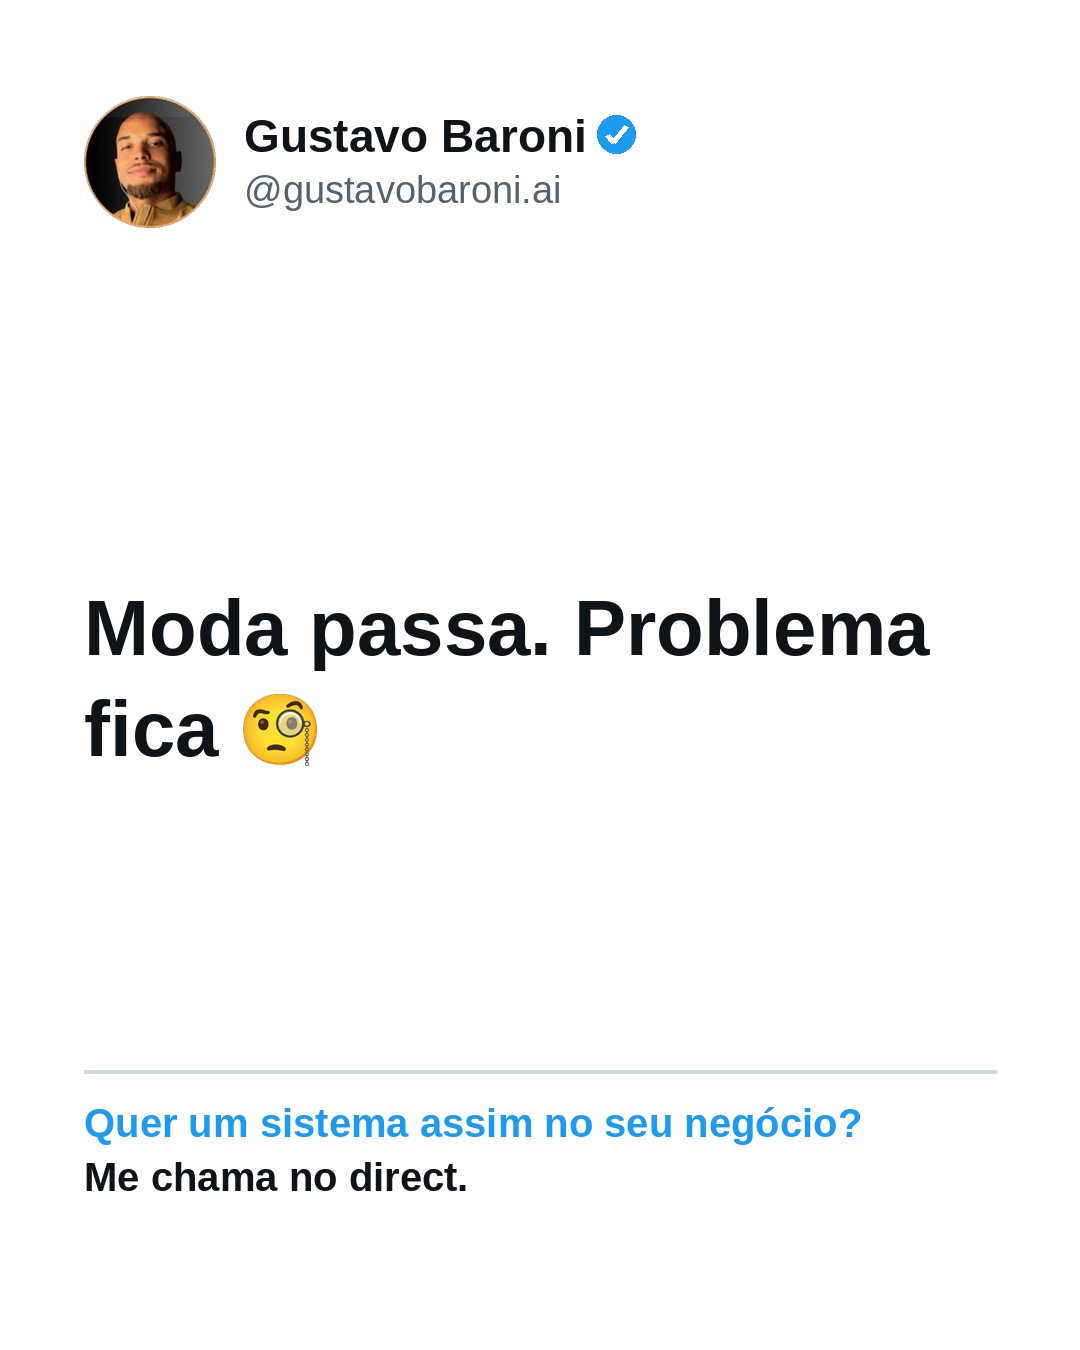 Gustavo Baroni
@gustavobaroni.ai
Moda passa. Problema
fica 🧐
Quer um sistema assim no seu negócio?
Me chama no direct.